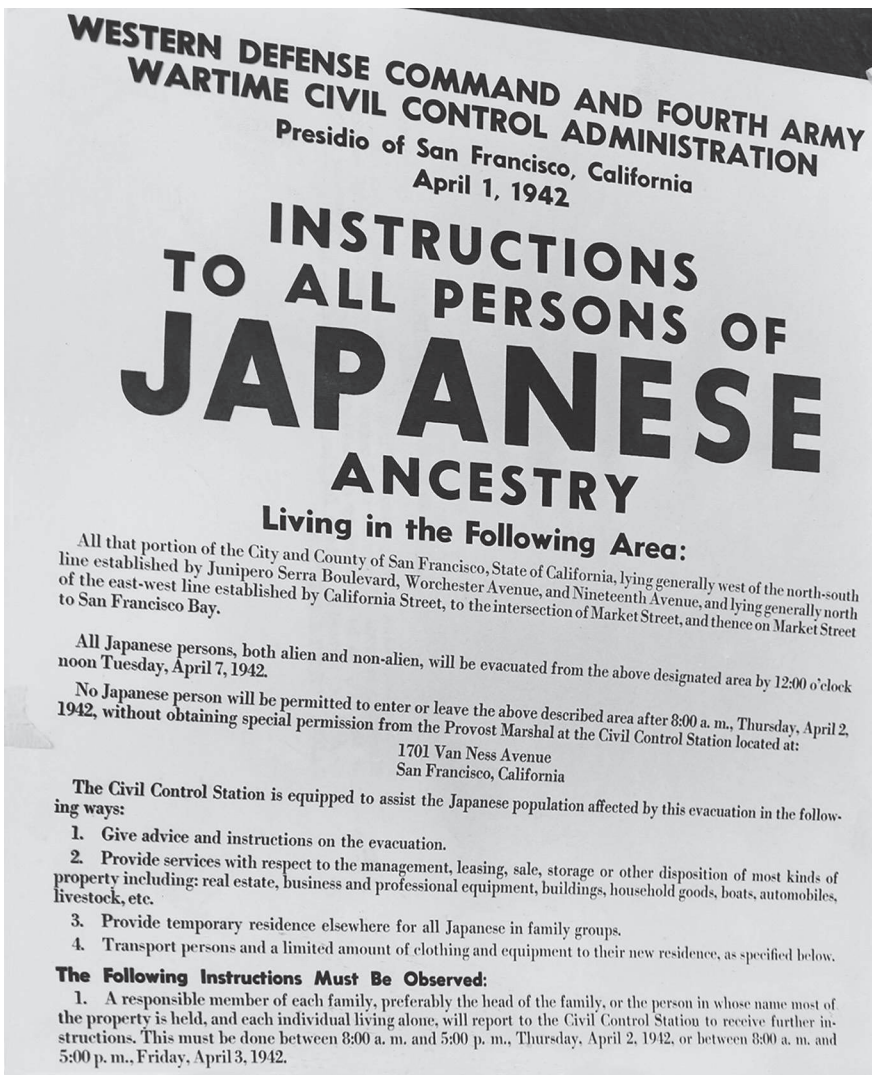 WESTERN DEFENSE COMMAND AND FOURTH ARMY
WARTIME CIVIL CONTROL ADMINISTRATION
Presidio of San Francisco, California
April 1, 1942
INSTRUCTIONS
TO ALL PERSONS OF
JAPANESE
ANCESTRY
Living in the Following Area:
All that portion of the City and County of San Francisco, State of California, lying generally west of the north-south
line established by Junipero Serra Boulevard, Worchester Avenue, and Nineteenth Avenue, and lying generally north
of the east-west line established by California Street, to the intersection of Market Street, and thence on Market Street
to San Francisco Bay.
All Japanese persons, both alien and non-alien, will be evacuated from the above designated area by 12:00 o'clock
noon Tuesday, April 7, 1942.
No Japanese person will be permitted to enter or leave the above described area after 8:00 a. m., Thursday, April 2,
1942, without obtaining special permission from the Provost Marshal at the Civil Control Station located at:
1701 Van Ness Avenue
San Francisco, California
The Civil Control Station is equipped to assist the Japanese population affected by this evacuation in the follow-
ing ways:
1. Give advice and instructions on the evacuation.
2. Provide services with respect to the management, leasing, sale, storage or other disposition of most kinds of
property including: real estate, business and professional equipment, buildings, household goods, boats, automobiles,
livestock, etc.
3. Provide temporary residence elsewhere for all Japanese in family groups.
4. Transport persons and a limited amount of clothing and equipment to their new residence, as specified below.
The Following Instructions Must Be Observed:
1. A responsible member of each family, preferably the head of the family, or the person in whose name most of
the property is held, and each individual living alone, will report to the Civil Control Station to receive further in-
structions. This must be done between 8:00 a. m. and 5:00 p. m., Thursday, April 2, 1942, or between 8:00 a. m. and
5:00 p. m., Friday, April 3, 1942.